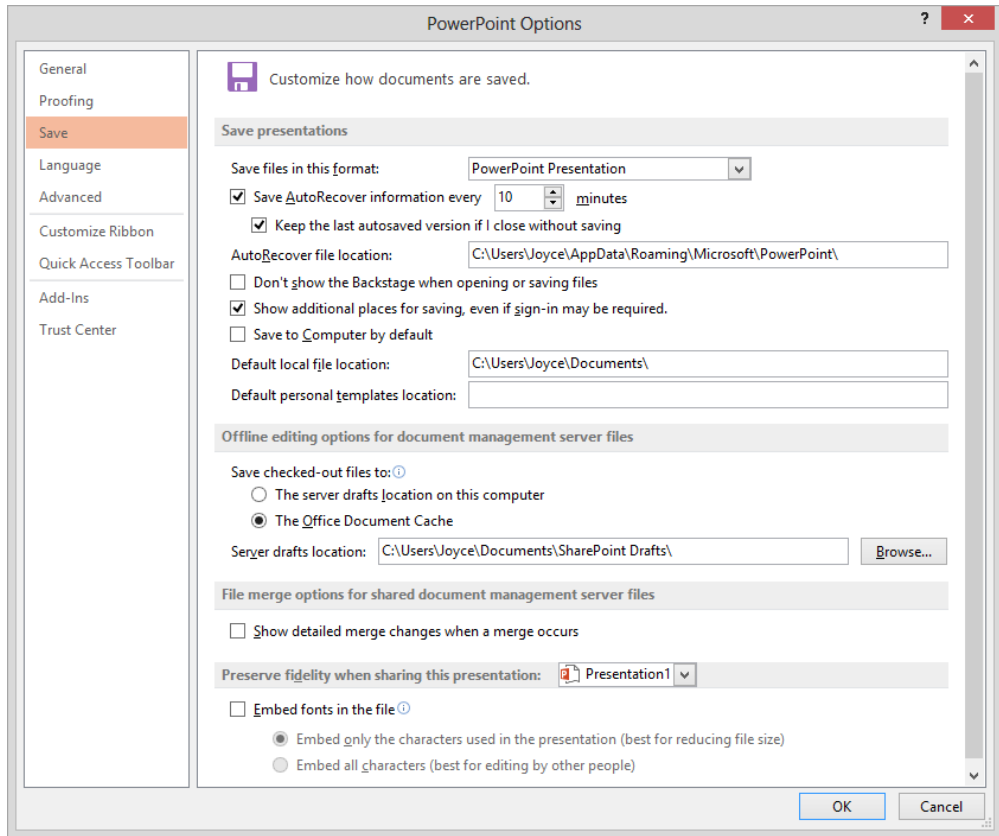 PowerPoint Options
?
General
Proofing
Save
Language
Advanced
Customize Ribbon
Quick Access Toolbar
Add-Ins
Trust Center
Customize how documents are saved.
Save presentations
Save files in this format: PowerPoint Presentation
Save AutoRecover information every 10 minutes
Keep the last autosaved version if I close without saving
AutoRecover file location: C:\Users\Joyce\AppData\Roaming\Microsoft\PowerPoint\
Don't show the Backstage when opening or saving files
Show additional places for saving, even if sign-in may be required.
Save to Computer by default
Default local file location: C:\Users\Joyce\Documents\
Default personal templates location:
Offline editing options for document management server files
Save checked-out files to:
The server drafts location on this computer
The Office Document Cache
Server drafts location: C:\Users\Joyce\Documents\SharePoint Drafts\ Browse...
File merge options for shared document management server files
Show detailed merge changes when a merge occurs
Preserve fidelity when sharing this presentation: Presentation1
Embed fonts in the file
Embed only the characters used in the presentation (best for reducing file size)
Embed all characters (best for editing by other people)
OK Cancel